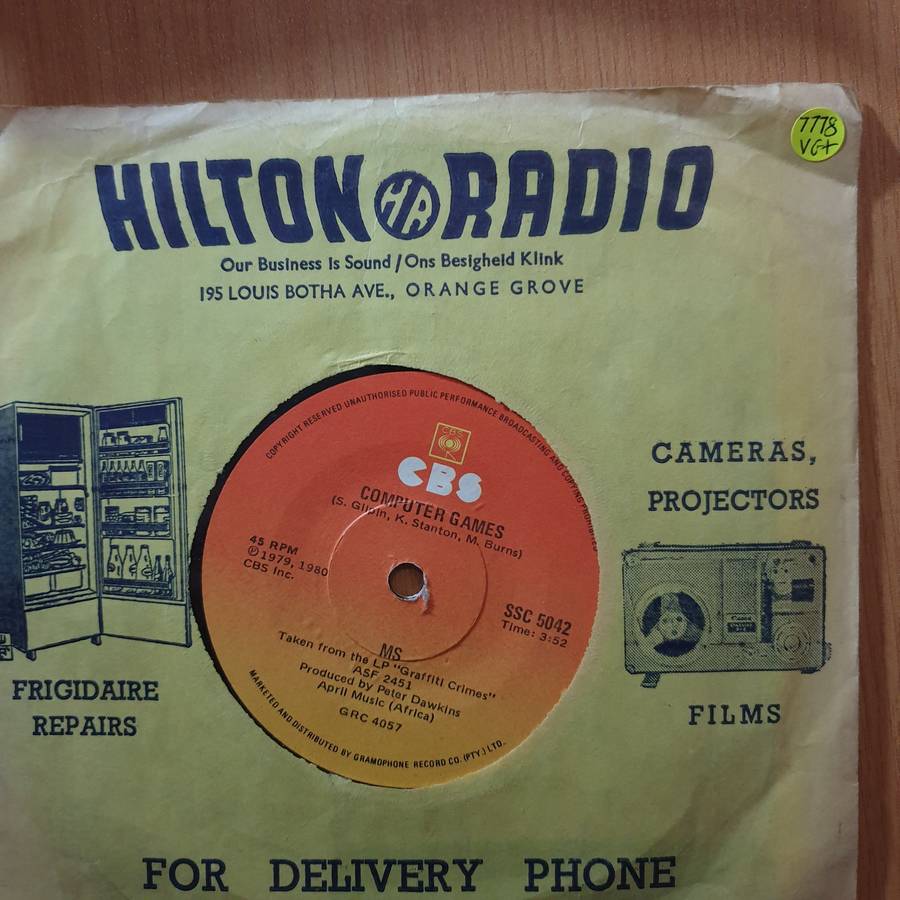 7778
VG+
HILTON HR RADIO
Our Business Is Sound / Ons Besigheid Klink
195 LOUIS BOTHA AVE., ORANGE GROVE
CAMERAS,
PROJECTORS
Canon
FILMS
FRIGIDAIRE
REPAIRS
COPYRIGHT RESERVED UNAUTHORISED PUBLIC PERFORMANCE BROADCASTING AND COPYING PROHIBITED
CBS
CBS
COMPUTER GAMES
(S. Gilpin, K. Stanton, M. Burns)
45 RPM
℗1979, 1980
CBS Inc.
SSC 5042
Time: 3:52
MS
Taken from the LP "Graffiti Crimes"
ASF 2451
Produced by Peter Dawkins
April Music (Africa)
GRC 4057
MARKETED AND DISTRIBUTED BY GRAMOPHONE RECORD CO. (PTY.) LTD.
FOR DELIVERY PHONE